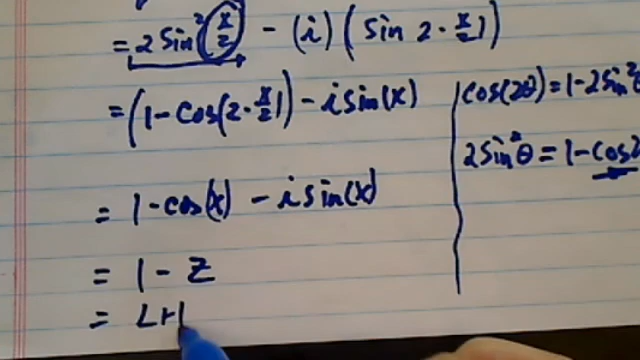 = 2 sin² (x/2) - (i) (sin 2 · x/2)
= (1 - cos(2 · x/2)) - i sin(x)
= 1 - cos(x) - i sin(x)
= 1 - z
= LH
cos(2θ) = 1 - 2 sin²θ
2 sin²θ = 1 - cos2